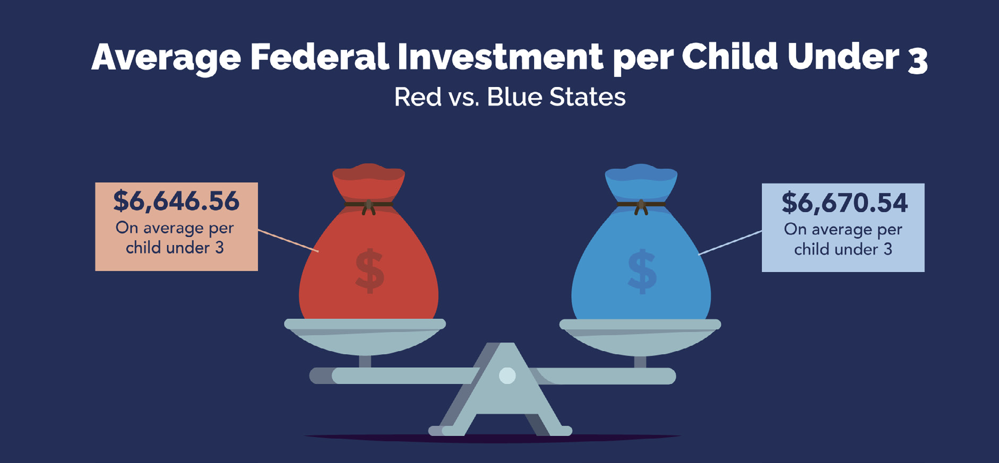 Average Federal Investment per Child Under 3
Red vs. Blue States
$6,646.56
On average per
child under 3
$
$6,670.54
On average per
child under 3
$